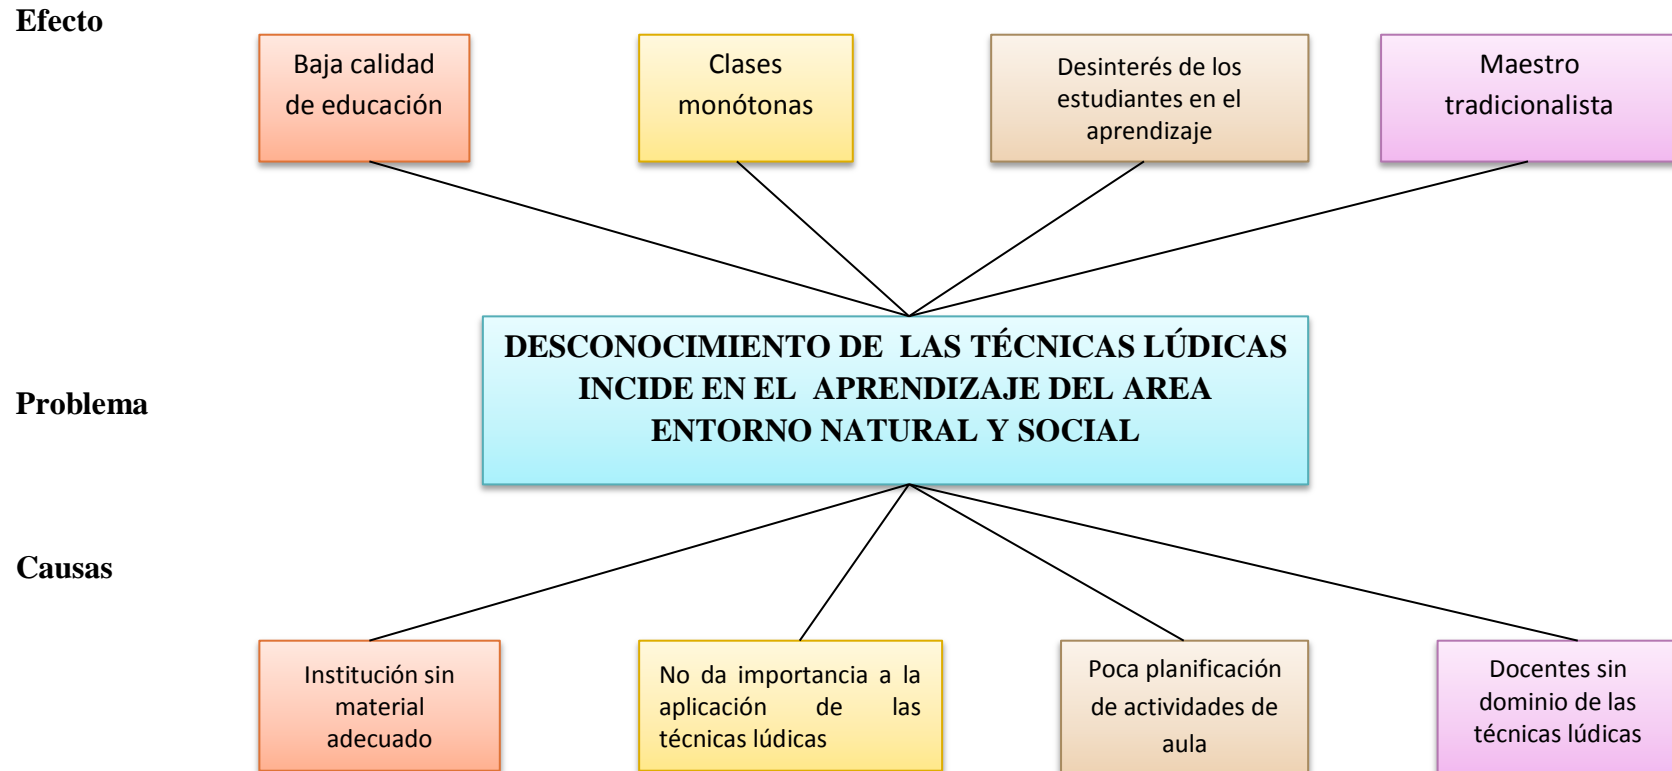 Efecto
Baja calidad
de educación
Clases
monótonas
Desinterés de los
estudiantes en el
aprendizaje
Maestro
tradicionalista
Problema
DESCONOCIMIENTO DE  LAS TÉCNICAS LÚDICAS
INCIDE EN EL  APRENDIZAJE DEL AREA
ENTORNO NATURAL Y SOCIAL
Causas
Institución sin
material
adecuado
No da importancia a la
aplicación de las
técnicas lúdicas
Poca planificación
de actividades de
aula
Docentes sin
dominio de las
técnicas lúdicas